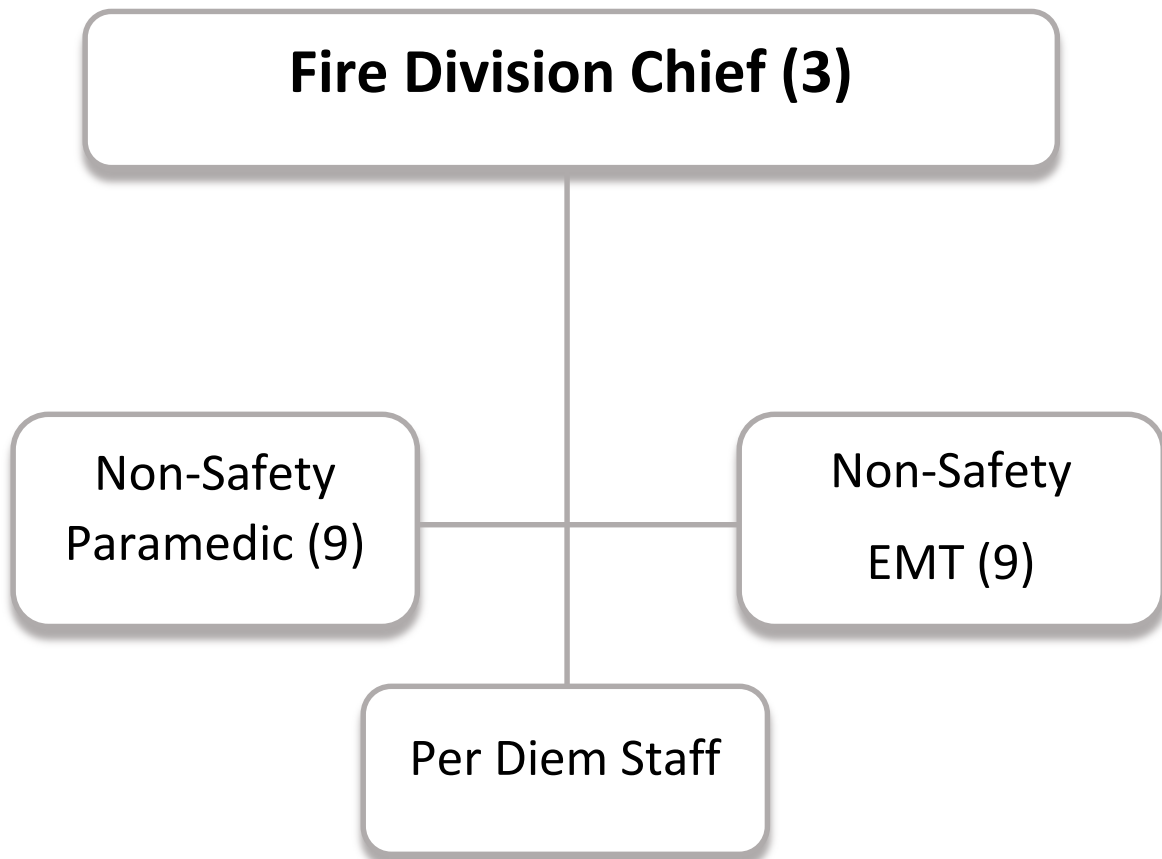 Fire Division Chief (3)
Non-Safety
Paramedic (9)
Non-Safety
EMT (9)
Per Diem Staff